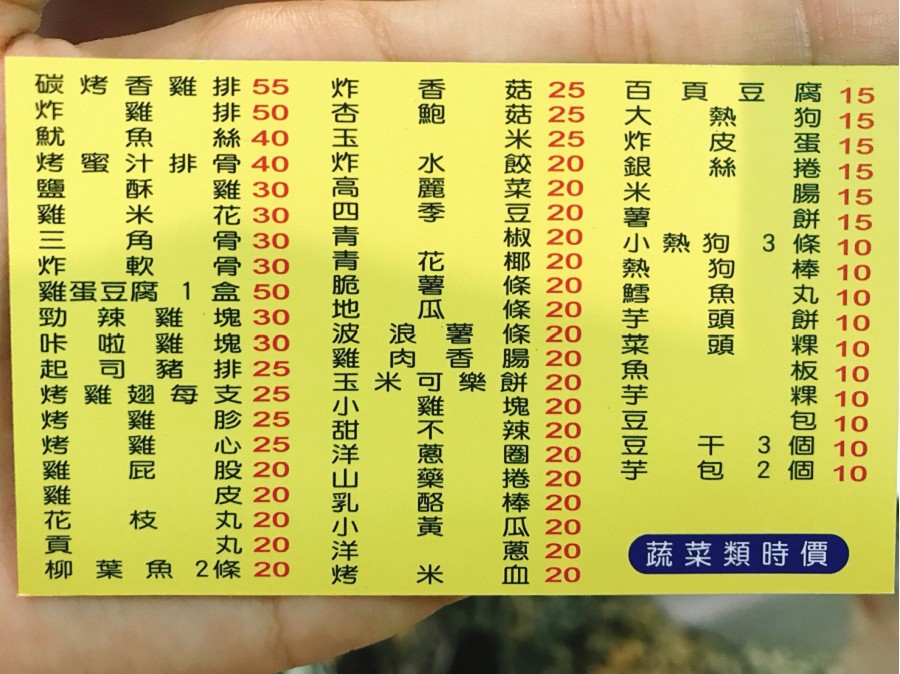 碳烤香雞排 55
炸雞排 50
魷魚絲 40
烤蜜汁排骨 40
鹽酥雞 30
雞米花 30
三角骨 30
炸軟骨 30
雞蛋豆腐1盒 50
勁辣雞塊 30
咔啦雞塊 30
起司豬排 25
烤雞翅每支 25
烤雞胗 25
烤雞心 25
雞屁股 20
雞皮 20
花枝丸 20
貢丸 20
柳葉魚2條 20
炸香菇 25
杏鮑菇 25
玉米 25
炸水餃 20
高麗菜 20
四季豆 20
青椒 20
青花椰 20
脆薯條 20
地瓜條 20
波浪薯條 20
雞肉香腸 20
玉米可樂餅 20
小雞塊 20
甜不辣 20
洋蔥圈 20
山藥捲 20
乳酪棒 20
小黃瓜 20
洋蔥 20
烤米血 20
百頁豆腐 15
大熱狗 15
炸皮蛋 15
銀絲捲 15
米腸 15
薯餅 15
小熱狗3條 10
熱狗棒 10
鱈魚丸 10
芋頭餅 10
菜頭粿 10
魚板 10
芋粿 10
豆包 10
豆干3個 10
芋包2個 10
蔬菜類時價